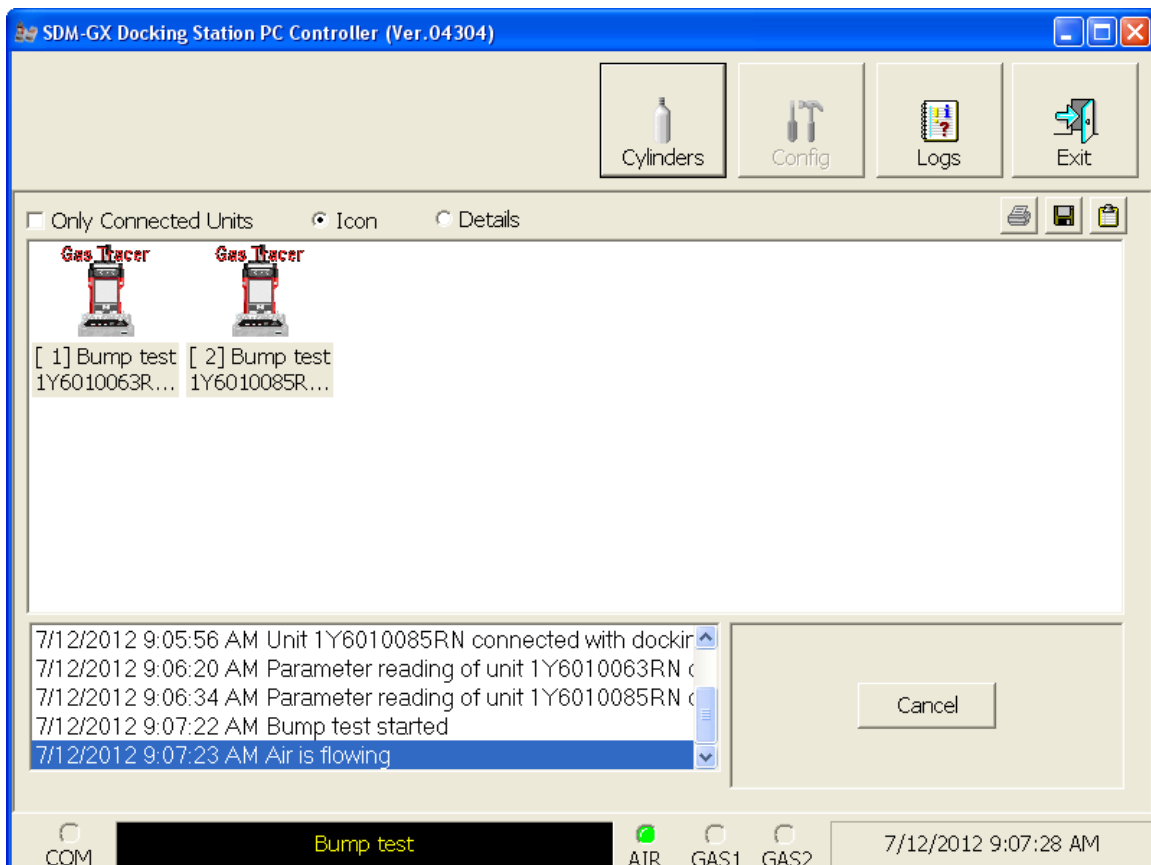 SDM-GX Docking Station PC Controller (Ver.04304)
Cylinders
Config
Logs
Exit
Only Connected Units
Icon
Details
Gas Tracer
Gas Tracer
[ 1] Bump test
1Y6010063R...
[ 2] Bump test
1Y6010085R...
7/12/2012 9:05:56 AM Unit 1Y6010085RN connected with dockin
7/12/2012 9:06:20 AM Parameter reading of unit 1Y6010063RN
7/12/2012 9:06:34 AM Parameter reading of unit 1Y6010085RN
7/12/2012 9:07:22 AM Bump test started
7/12/2012 9:07:23 AM Air is flowing
Cancel
COM
Bump test
AIR
GAS1
GAS2
7/12/2012 9:07:28 AM